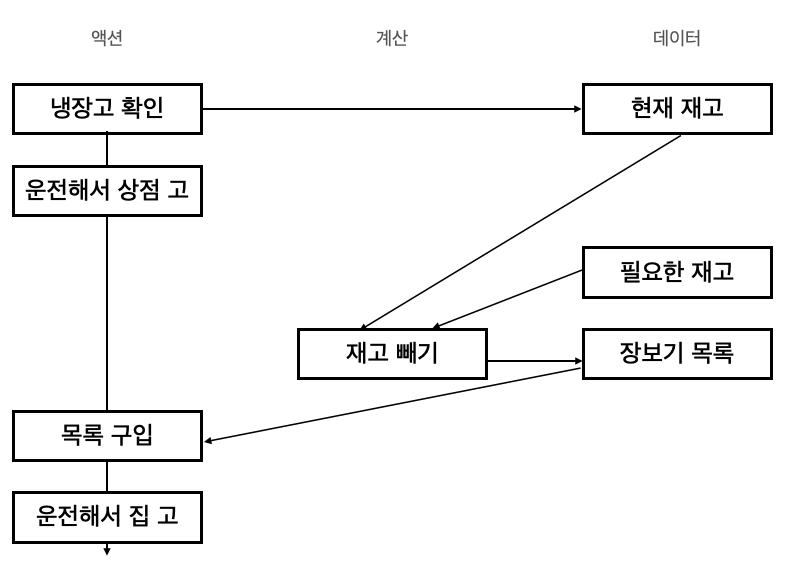 액션 계산 데이터
냉장고 확인
현재 재고
운전해서 상점 고
필요한 재고
재고 빼기
장보기 목록
목록 구입
운전해서 집 고